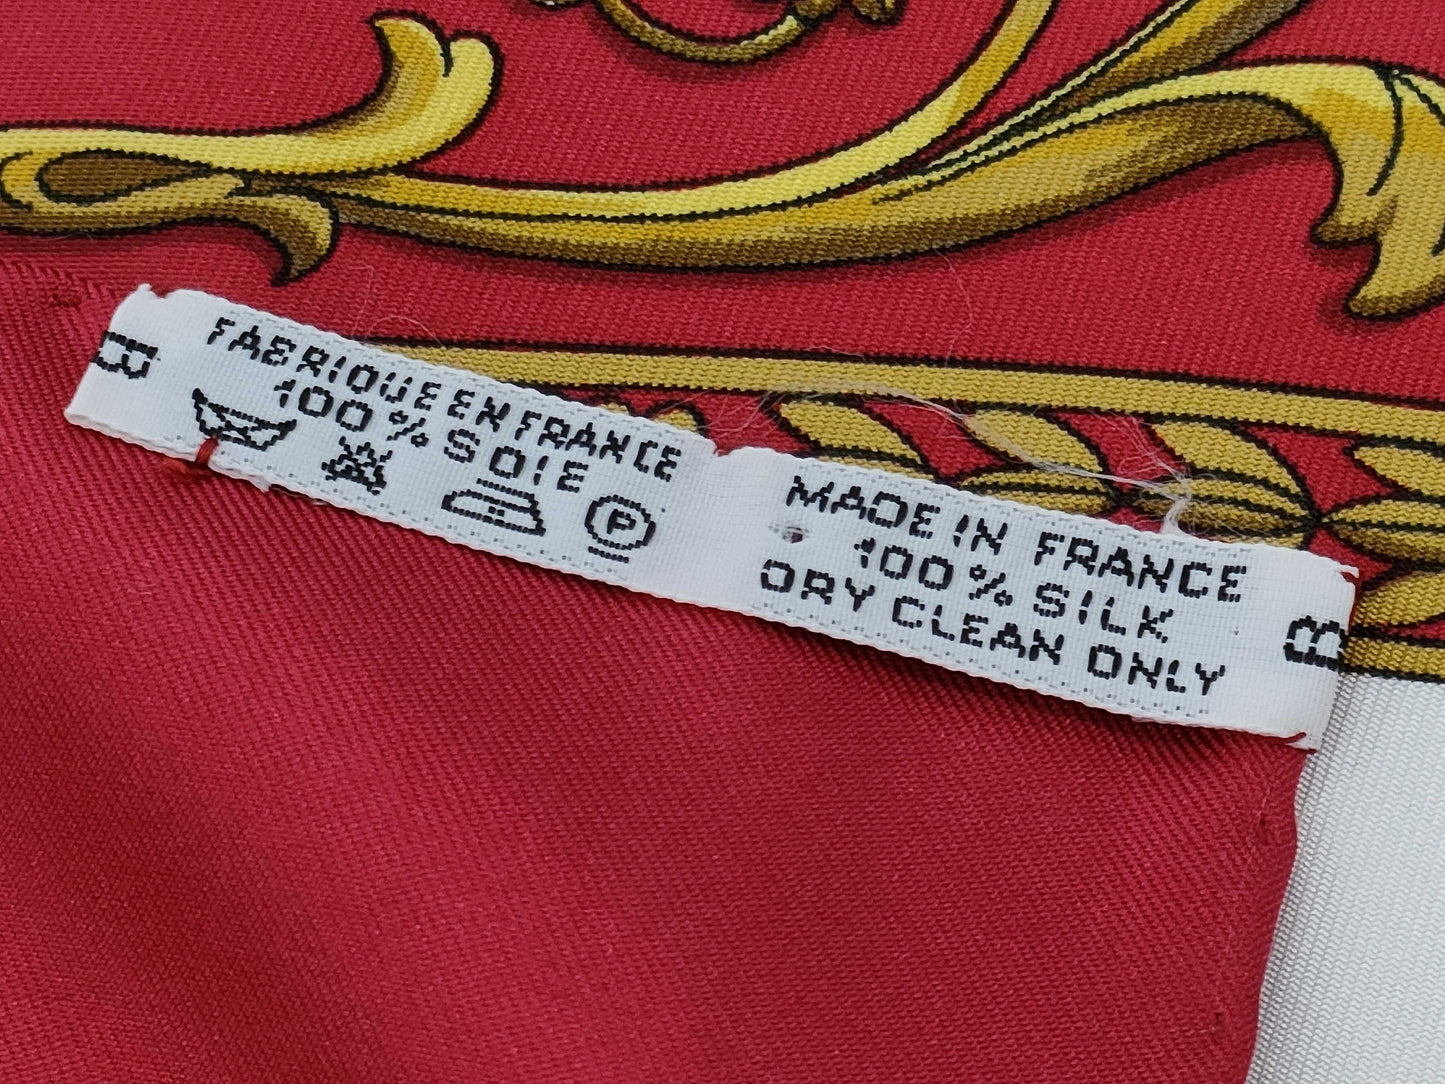 B
FABRIQUE EN FRANCE
100% SOIE
P
MADE IN FRANCE
100% SILK
DRY CLEAN ONLY
B